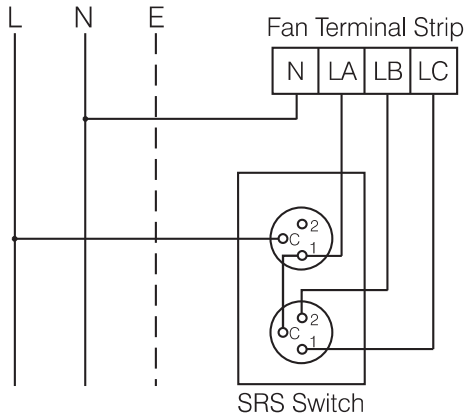 L N E
Fan Terminal Strip
N LA LB LC
2
C
1
2
C
1
SRS Switch